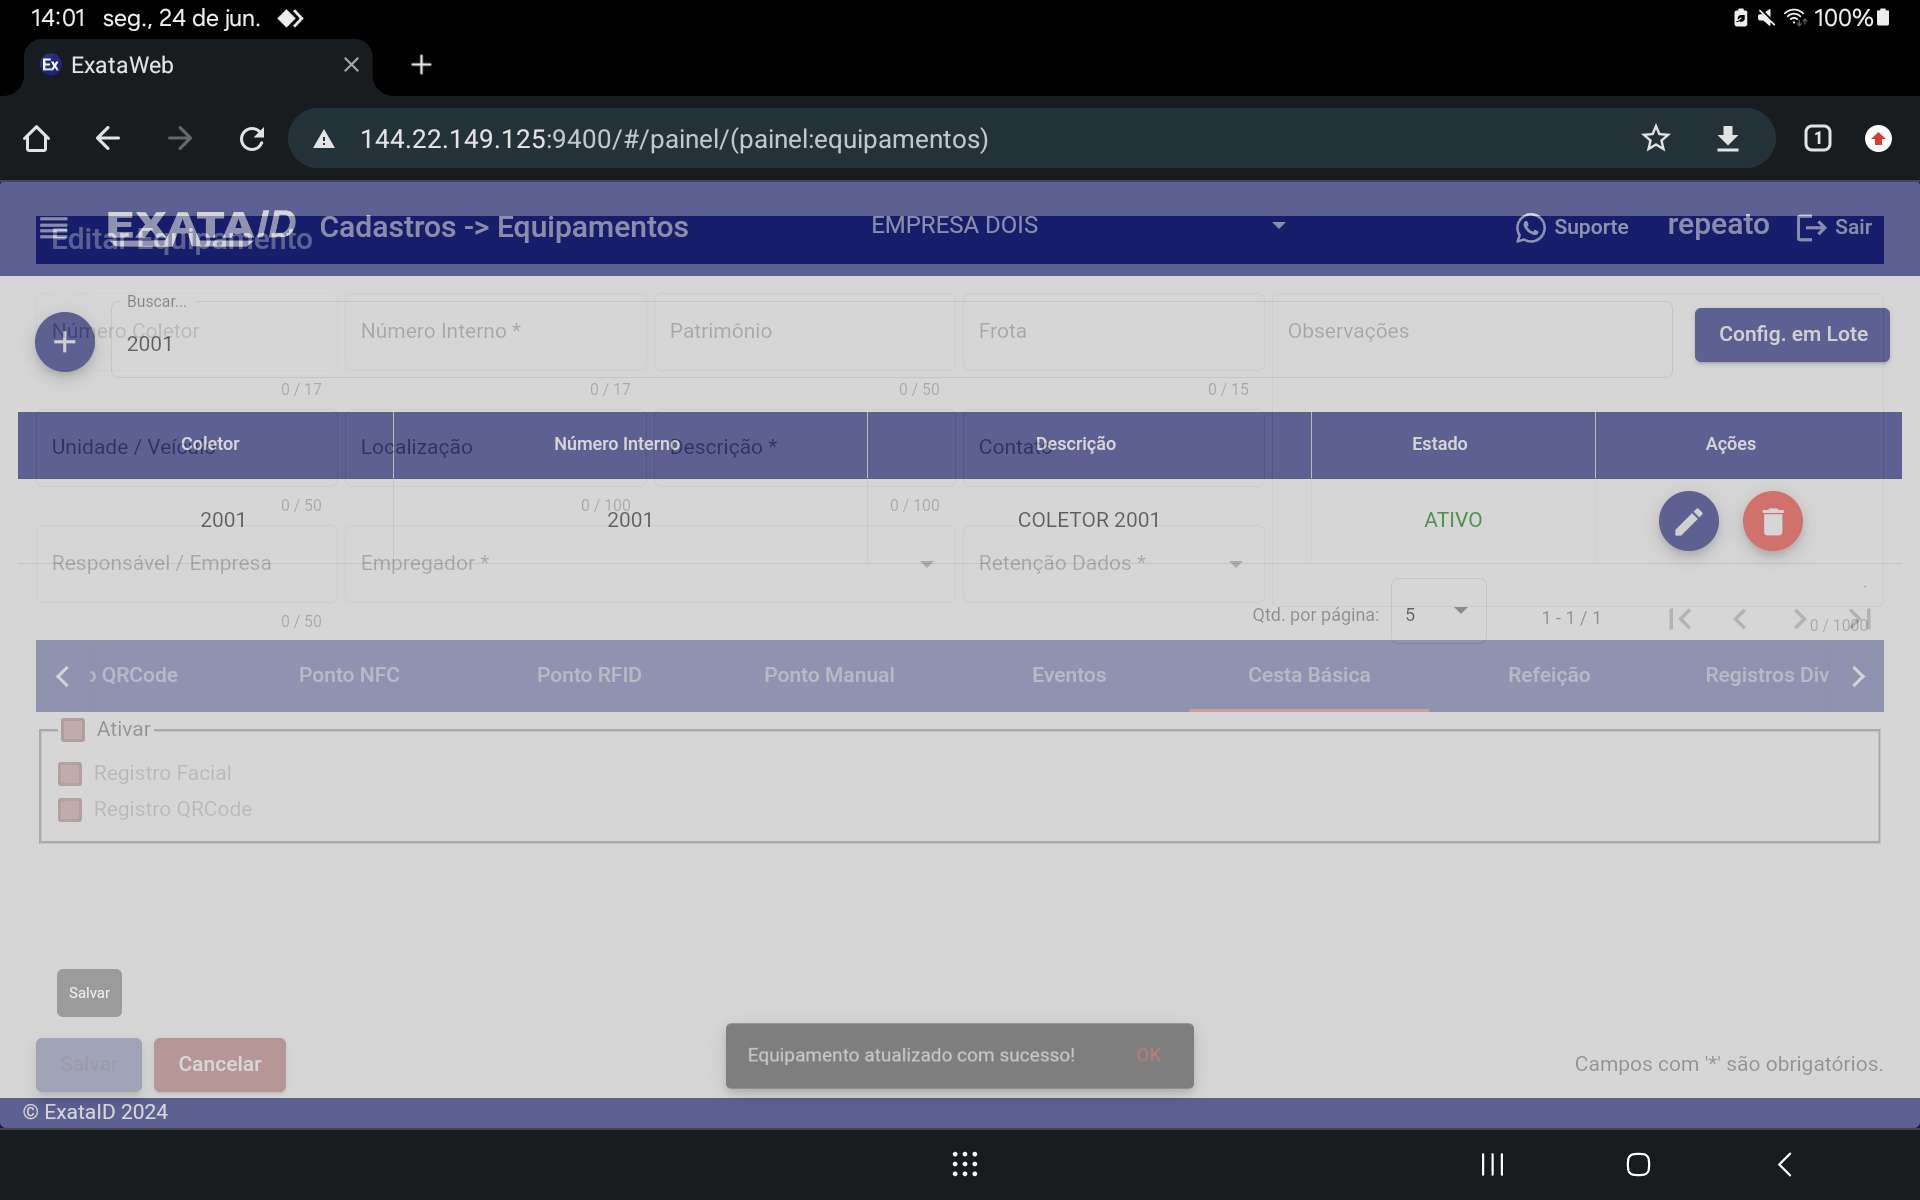 14:01 seg., 24 de jun. 100%
Ex ExataWeb
144.22.149.125:9400/#/painel/(painel:equipamentos) 1
EXATAID Cadastros -> Equipamentos EMPRESA DOIS Suporte repeato Sair
Editar Equipamento
Buscar...
Número Coletor Número Interno * Patrimônio Frota Observações
2001 Config. em Lote
0 / 17 0 / 17 0 / 50 0 / 15
Coletor Número Interno Descrição Estado Ações
Unidade / Veículo Localização Descrição * Contato
0 / 50 0 / 100 0 / 100
2001 2001 COLETOR 2001 ATIVO
Responsável / Empresa Empregador * Retenção Dados *
Qtd. por página: 5 1 - 1 / 1
0 / 50 0 / 1000
o QRCode Ponto NFC Ponto RFID Ponto Manual Eventos Cesta Básica Refeição Registros Div
Ativar
Registro Facial
Registro QRCode
Salvar
Equipamento atualizado com sucesso! OK
Salvar Cancelar Campos com '*' são obrigatórios.
© ExataID 2024